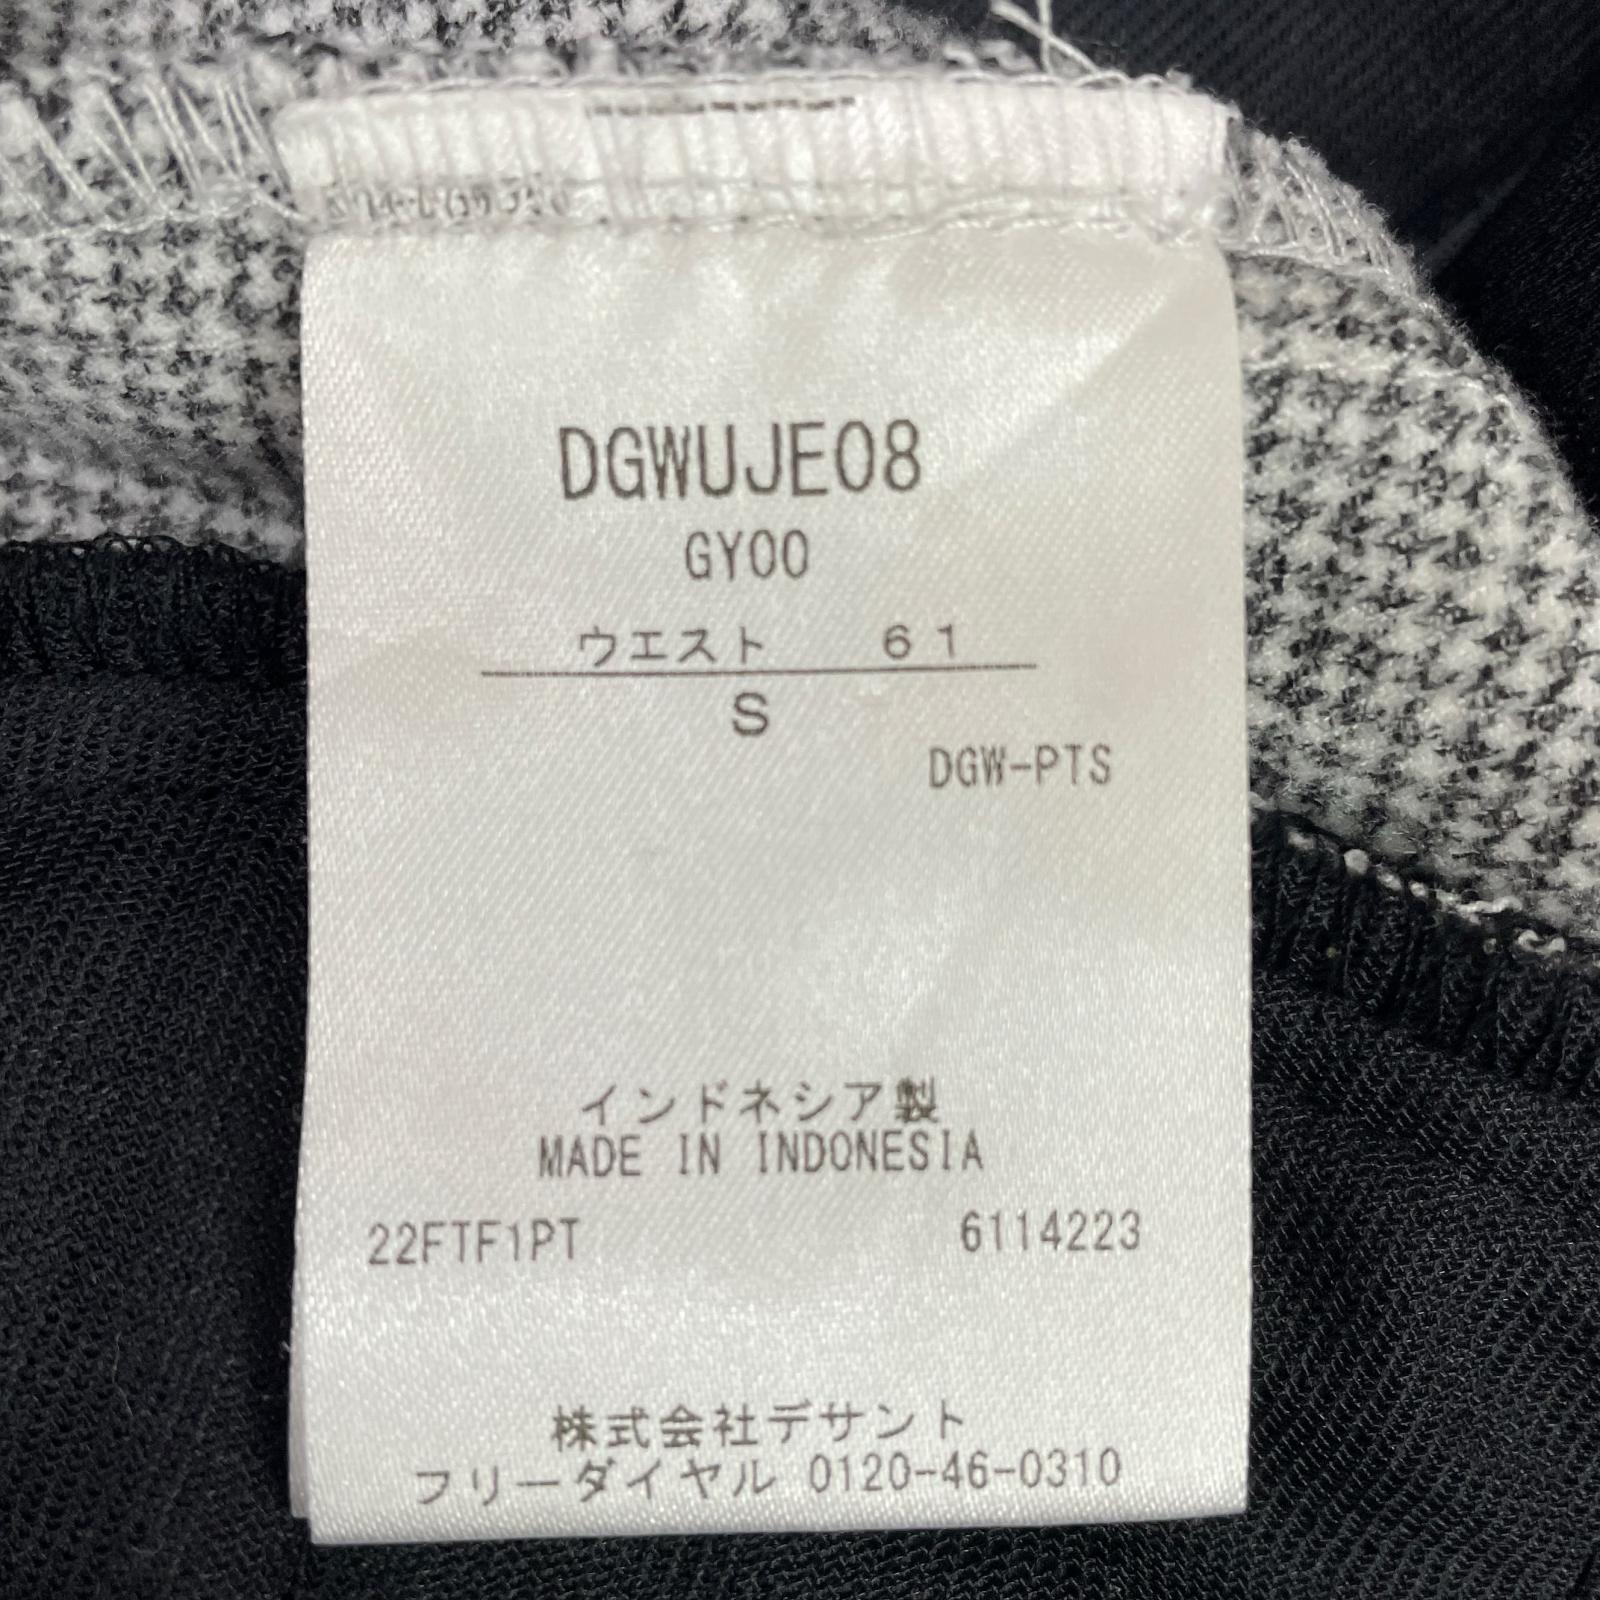 DGWUJE08
GY00
ウエスト 61
S
DGW-PTS
インドネシア製
MADE IN INDONESIA
22FTF1PT 6114223
株式会社デサント
フリーダイヤル 0120-46-0310